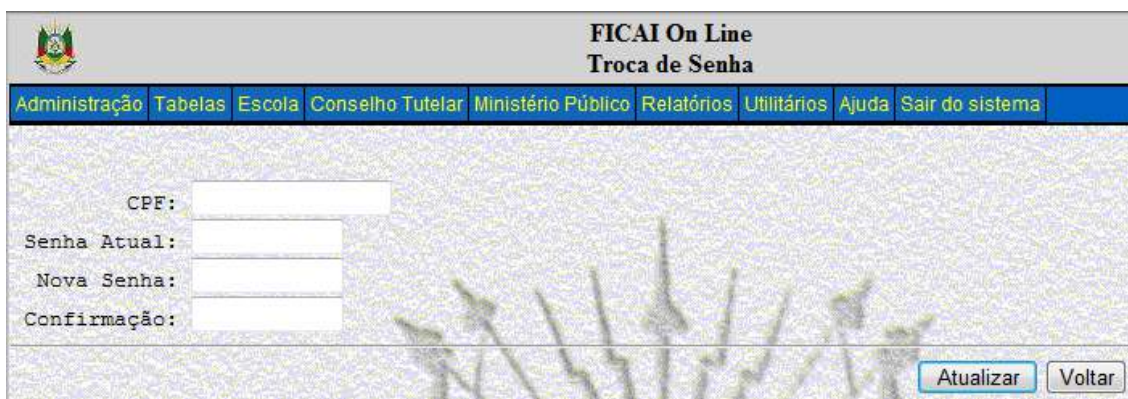 FICAI On Line
Troca de Senha
Administração Tabelas Escola Conselho Tutelar Ministério Público Relatórios Utilitários Ajuda Sair do sistema
CPF:
Senha Atual:
Nova Senha:
Confirmação:
Atualizar Voltar